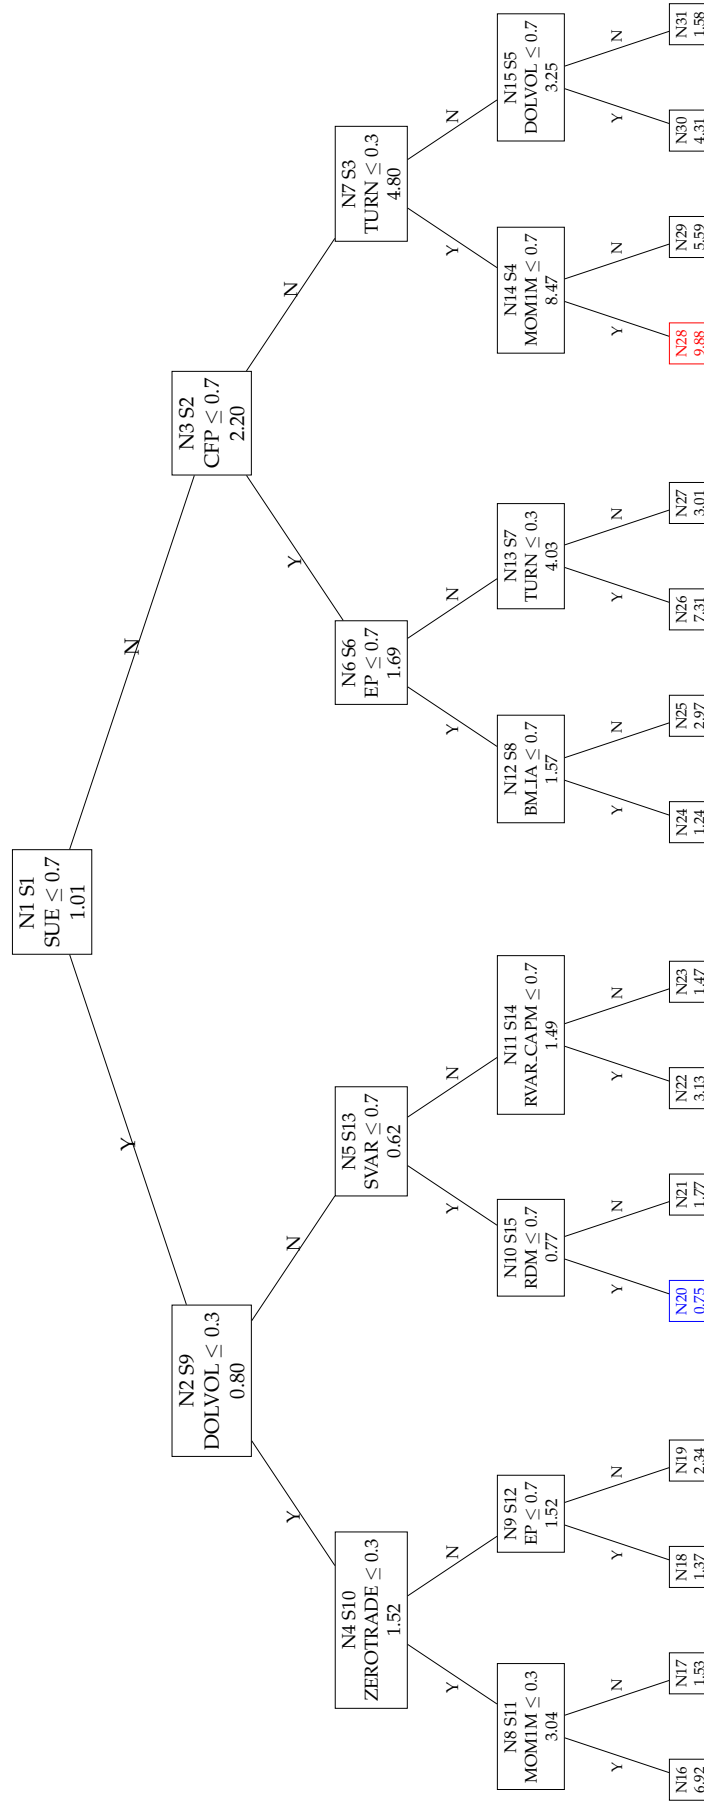 N1 S1
SUE ≤ 0.7
1.01
Y
N
N2 S9
DOLVOL ≤ 0.3
0.80
N3 S2
CFP ≤ 0.7
2.20
Y
N
Y
N
N4 S10
ZEROTRADE ≤ 0.3
1.52
N5 S13
SVAR ≤ 0.7
0.62
N6 S6
EP ≤ 0.7
1.69
N7 S3
TURN ≤ 0.3
4.80
Y
N
Y
N
Y
N
Y
N
N8 S11
MOM1M ≤ 0.3
3.04
N9 S12
EP ≤ 0.7
1.52
N10 S15
RDM ≤ 0.7
0.77
N11 S14
RVAR_CAPM ≤ 0.7
1.49
N12 S8
BM_IA ≤ 0.7
1.57
N13 S7
TURN ≤ 0.3
4.03
N14 S4
MOM1M ≤ 0.7
8.47
N15 S5
DOLVOL ≤ 0.7
3.25
Y
N
Y
N
Y
N
Y
N
Y
N
Y
N
Y
N
Y
N
N16
6.92
N17
1.53
N18
1.37
N19
2.34
N20
0.75
N21
1.77
N22
3.13
N23
1.47
N24
1.24
N25
2.97
N26
7.31
N27
3.01
N28
9.88
N29
5.59
N30
4.31
N31
1.58